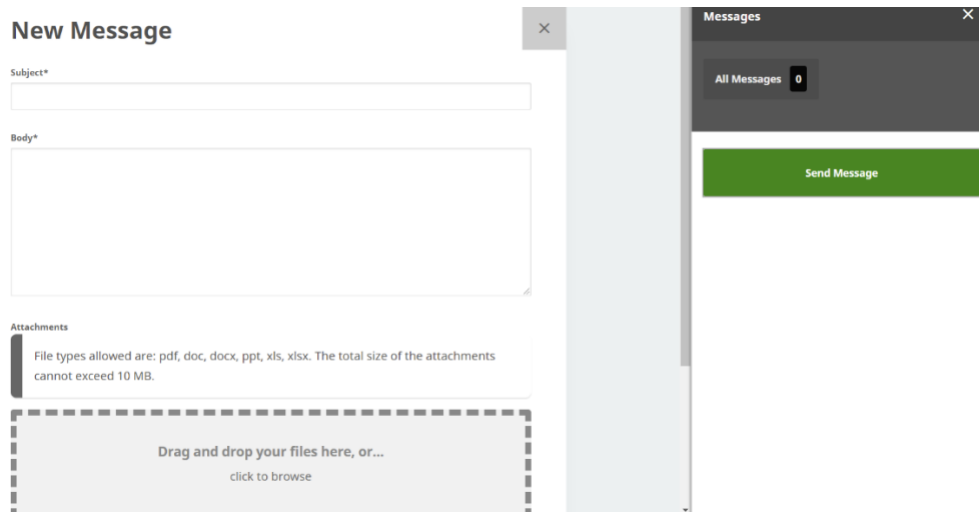 New Message
Subject*
Body*
Attachments
File types allowed are: pdf, doc, docx, ppt, xls, xlsx. The total size of the attachments
cannot exceed 10 MB.
Drag and drop your files here, or...
click to browse
Messages
All Messages 0
Send Message